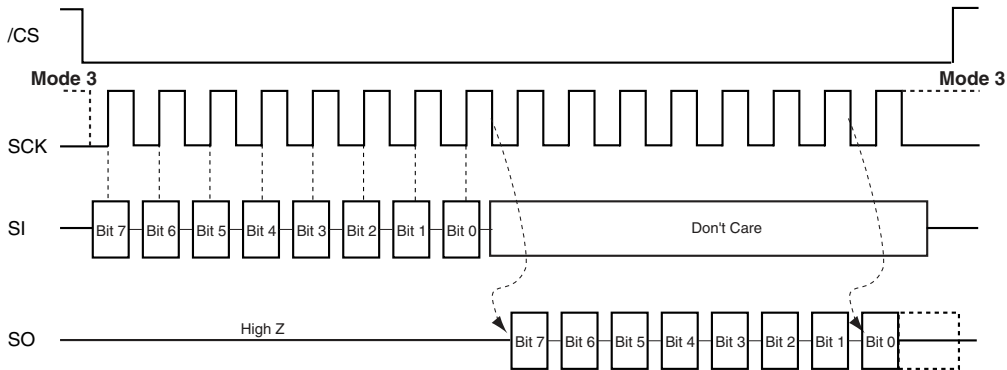 /CS
Mode 3
Mode 3
SCK
SI
Bit 7 Bit 6 Bit 5 Bit 4 Bit 3 Bit 2 Bit 1 Bit 0
Don't Care
High Z
SO
Bit 7 Bit 6 Bit 5 Bit 4 Bit 3 Bit 2 Bit 1 Bit 0